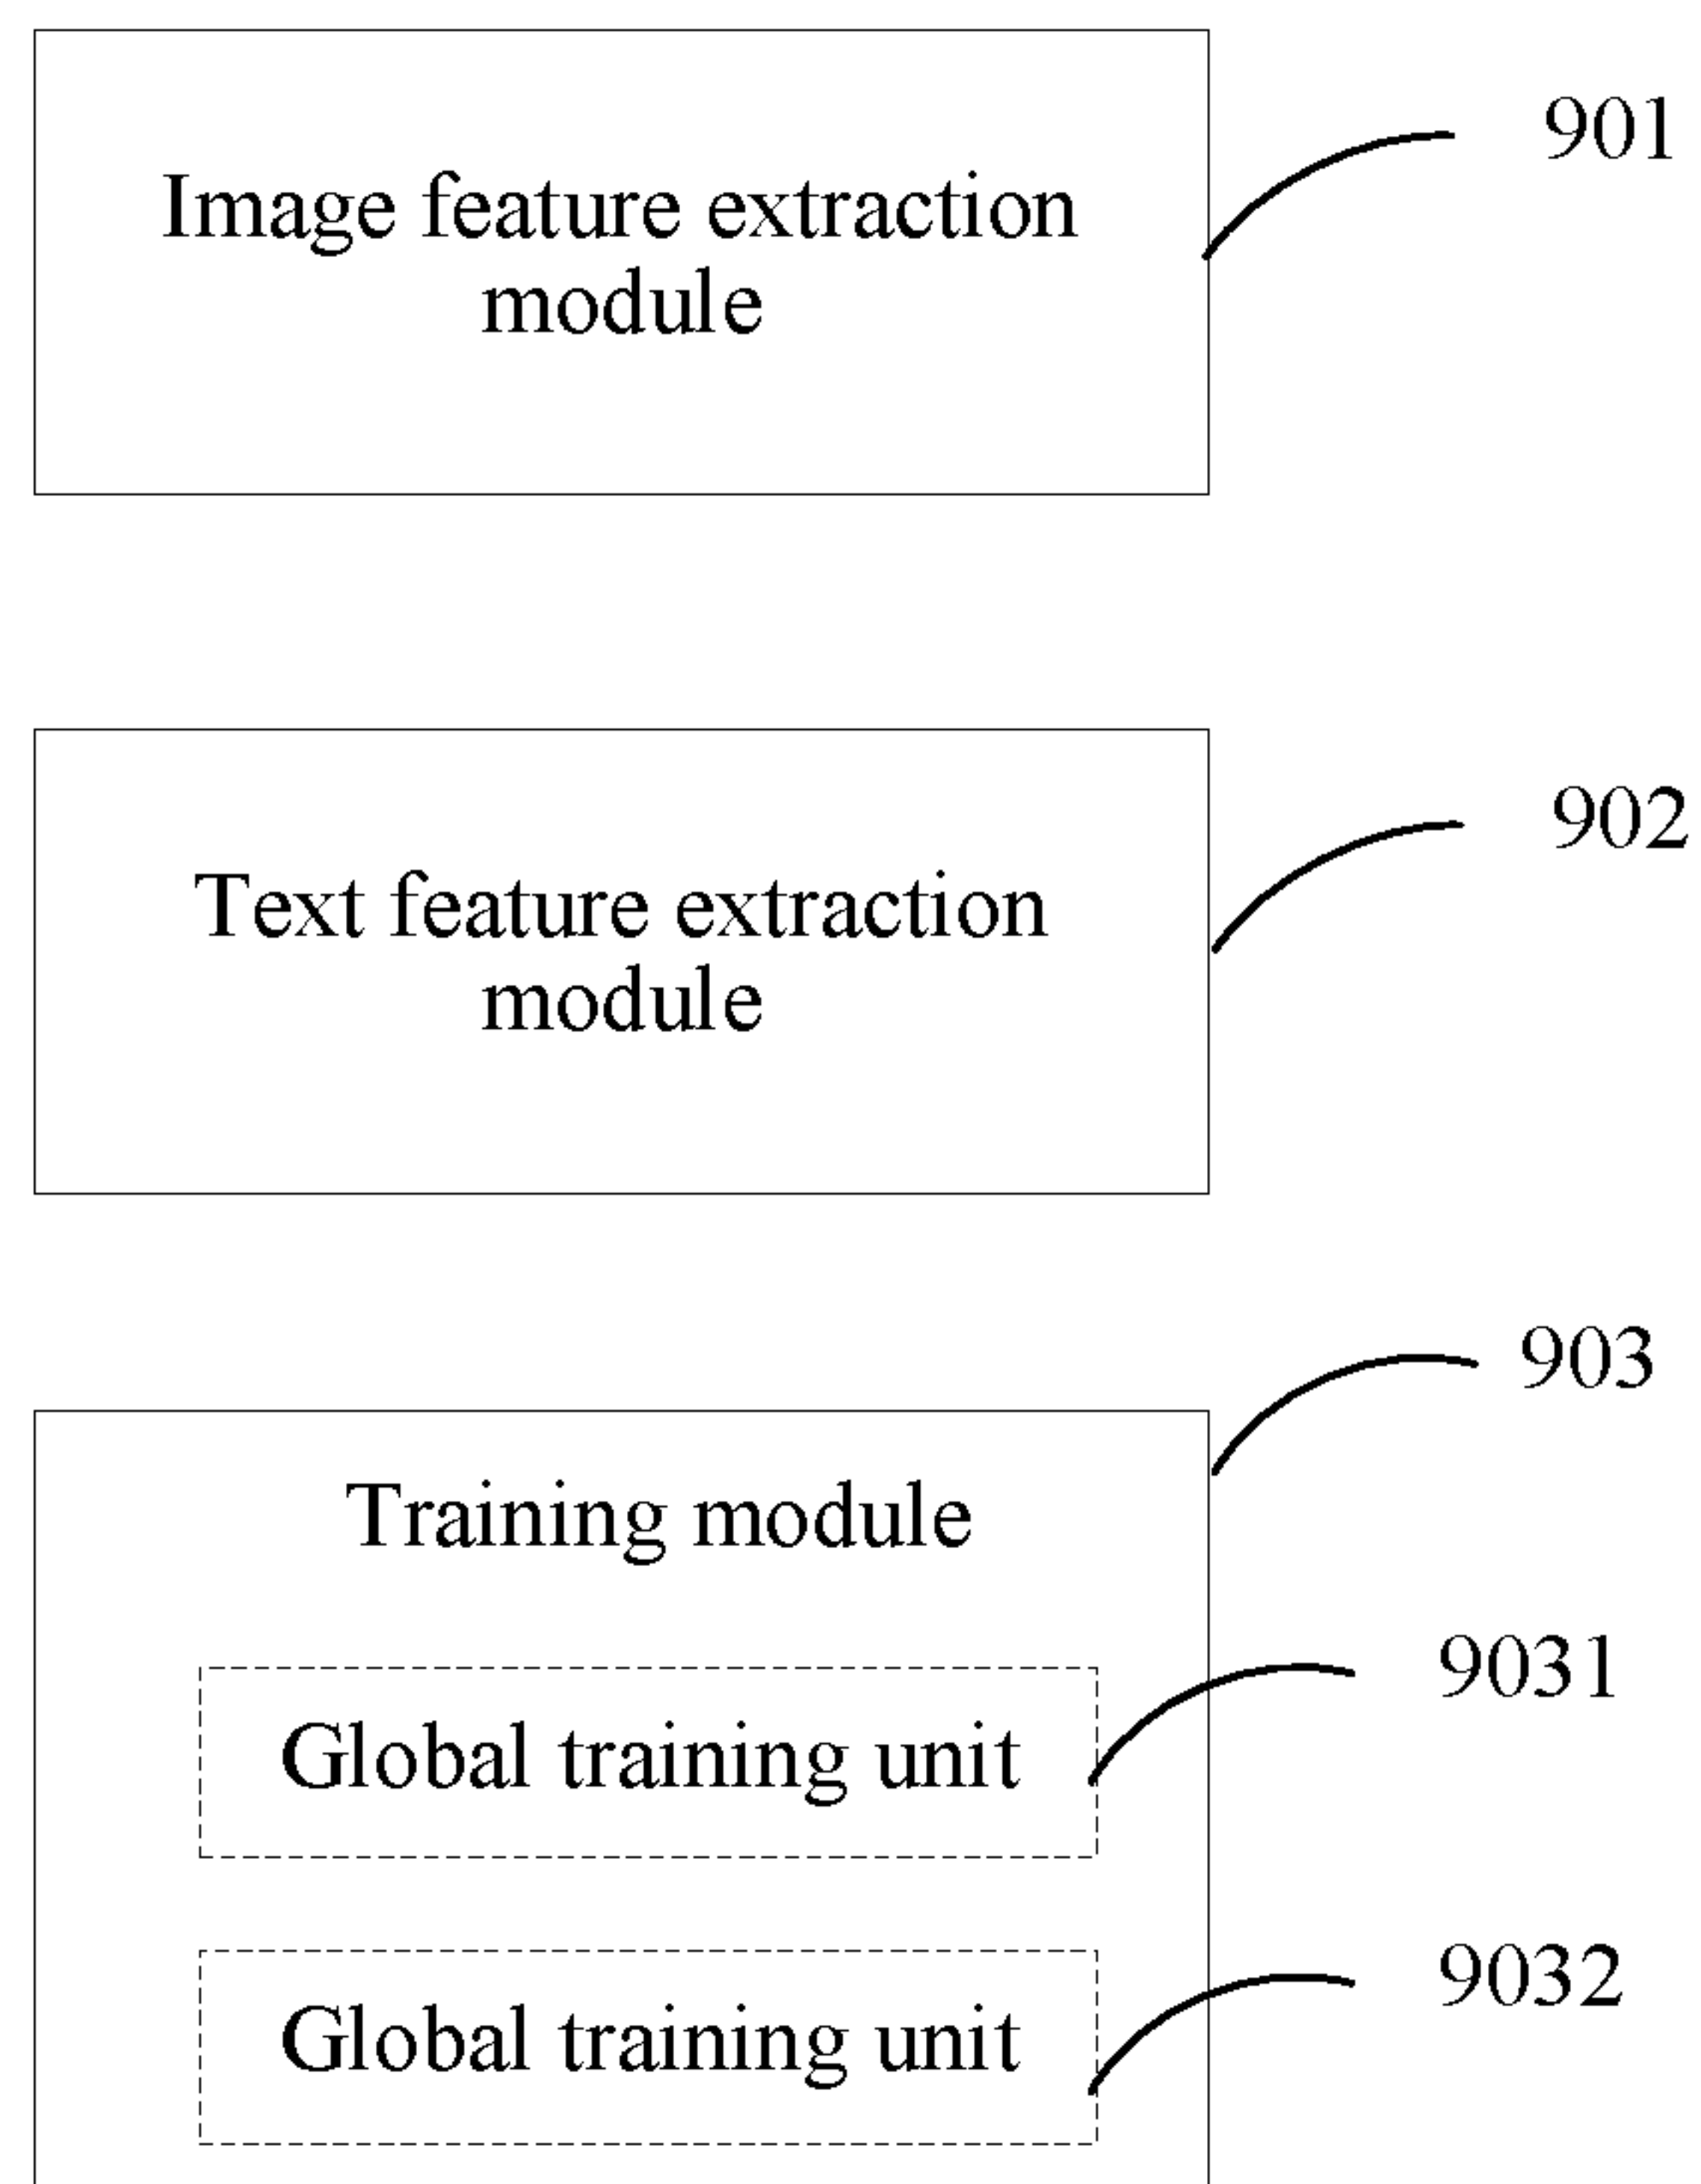 901
Image feature extraction
module
902
Text feature extraction
module
903
Training module
9031
Global training unit
9032
Global training unit